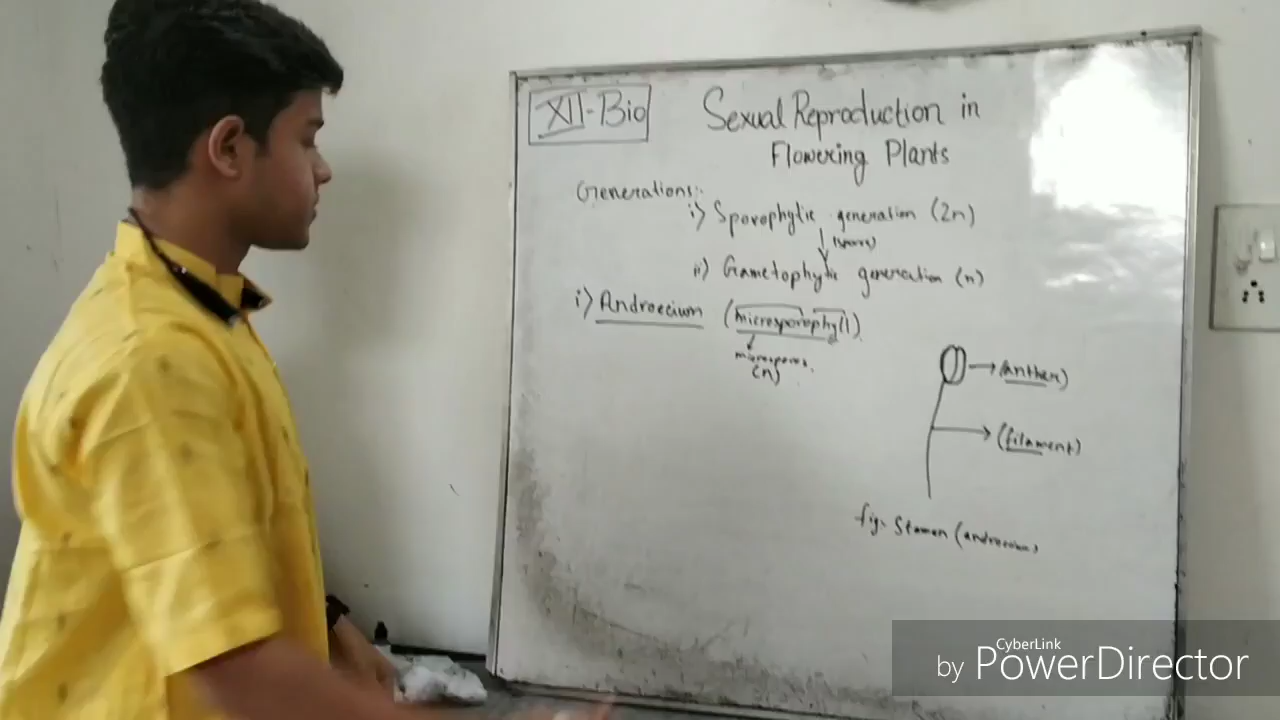 XII-Bio
Sexual Reproduction in
Flowering Plants
Generations:
i) Sporophytic generation (2n)
(spores)
ii) Gametophytic generation (n)
i) Androecium (microsporophyll)
microspores
(n)
(anther)
(filament)
fig. Stamen (androecium)
CyberLink
by PowerDirector